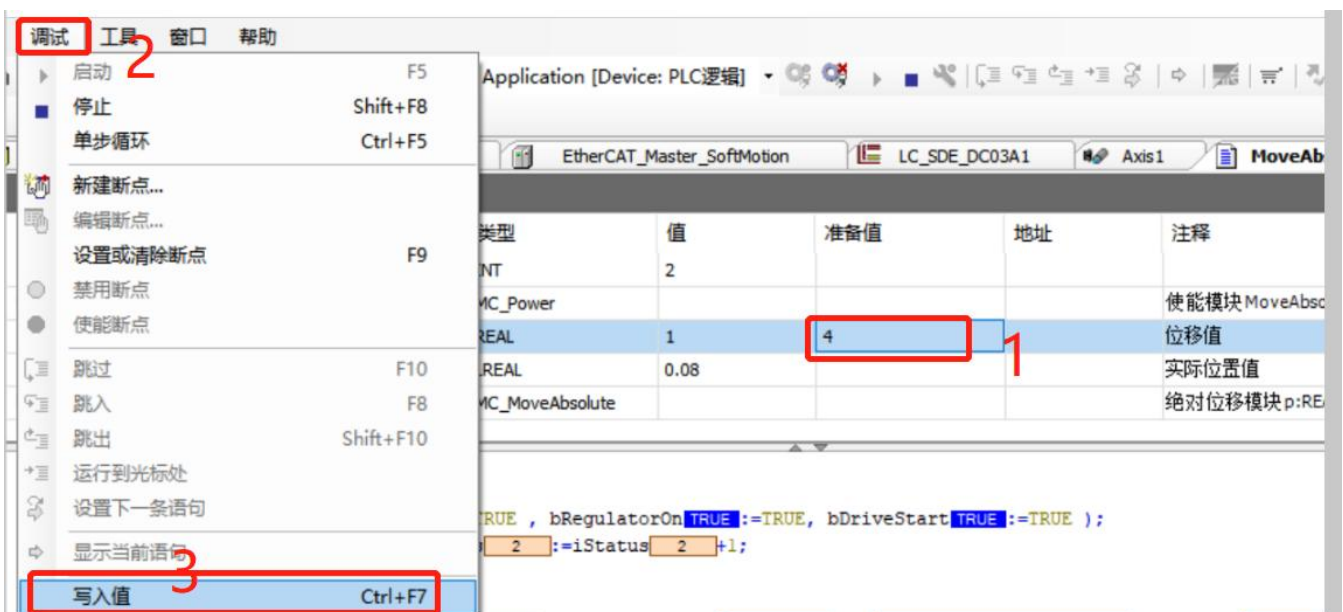 调试 工具 窗口 帮助
2
启动 F5
Application [Device: PLC逻辑]
停止 Shift+F8
单步循环 Ctrl+F5
EtherCAT_Master_SoftMotion LC_SDE_DC03A1 Axis1 MoveAb
新建断点...
编辑断点...
类型 值 准备值 地址 注释
设置或清除断点 F9
INT 2
禁用断点
MC_Power 使能模块MoveAbso
使能断点
REAL 1 4 位移值
1
跳过 F10
LREAL 0.08 实际位置值
跳入 F8
MC_MoveAbsolute 绝对位移模块p:REA
跳出 Shift+F10
运行到光标处
设置下一条语句
TRUE , bRegulatorOn TRUE :=TRUE, bDriveStart TRUE :=TRUE );
显示当前语句
2 :=iStatus 2 +1;
3
写入值 Ctrl+F7